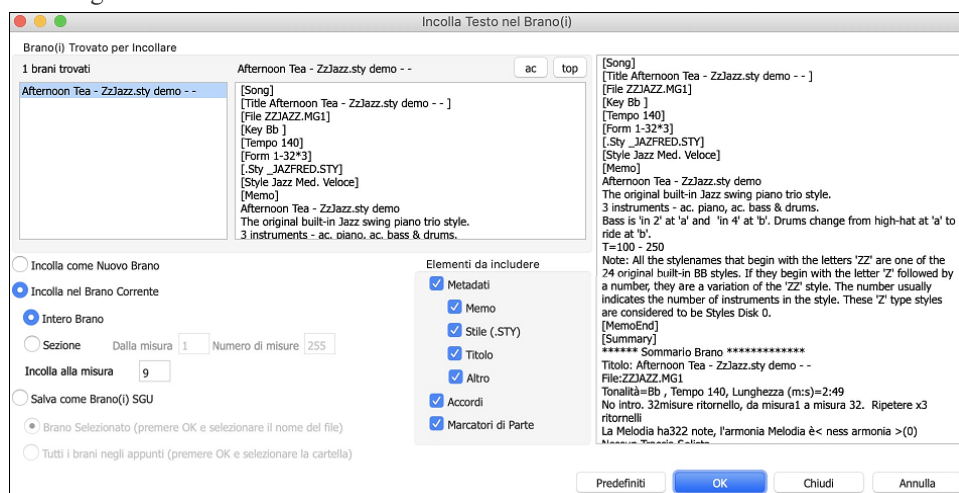 Incolla Testo nel Brano(i)
Brano(i) Trovato per Incollare
1 brani trovati
Afternoon Tea - ZzJazz.sty demo - -
ac
top
Afternoon Tea - ZzJazz.sty demo - -
[Song]
[Title Afternoon Tea - ZzJazz.sty demo - - ]
[File ZZJAZZ.MG1]
[Key Bb ]
[Tempo 140]
[Form 1-32*3]
[.Sty _JAZFRED.STY]
[Style Jazz Med. Veloce]
[Memo]
Afternoon Tea - ZzJazz.sty demo
The original built-in Jazz swing piano trio style.
3 instruments - ac. piano, ac. bass & drums.
Incolla come Nuovo Brano
Incolla nel Brano Corrente
Intero Brano
Sezione Dalla misura 1 Numero di misure 255
Incolla alla misura 9
Salva come Brano(i) SGU
Brano Selezionato (premere OK e selezionare il nome del file)
Tutti i brani negli appunti (premere OK e selezionare la cartella)
Elementi da includere
Metadati
Memo
Stile (.STY)
Titolo
Altro
Accordi
Marcatori di Parte
[Song]
[Title Afternoon Tea - ZzJazz.sty demo - - ]
[File ZZJAZZ.MG1]
[Key Bb ]
[Tempo 140]
[Form 1-32*3]
[.Sty _JAZFRED.STY]
[Style Jazz Med. Veloce]
[Memo]
Afternoon Tea - ZzJazz.sty demo
The original built-in Jazz swing piano trio style.
3 instruments - ac. piano, ac. bass & drums.
Bass is 'in 2' at 'a' and 'in 4' at 'b'. Drums change from high-hat at 'a' to
ride at 'b'.
T=100 - 250
Note: All the stylenames that begin with the letters 'ZZ' are one of the
24 original built-in BB styles. If they begin with the letter 'Z' followed by
a number, they are a variation of the 'ZZ' style. The number usually
indicates the number of instruments in the style. These 'Z' type styles
are considered to be Styles Disk 0.
[MemoEnd]
[Summary]
****** Sommario Brano *************
Titolo: Afternoon Tea - ZzJazz.sty demo - -
File:ZZJAZZ.MG1
Tonalità=Bb , Tempo 140, Lunghezza (m:s)=2:49
No intro. 32misure ritornello, da misura1 a misura 32. Ripetere x3
ritornelli
La Melodia ha322 note, l'armonia Melodia è< ness armonia >(0)
Predefiniti
OK
Chiudi
Annulla